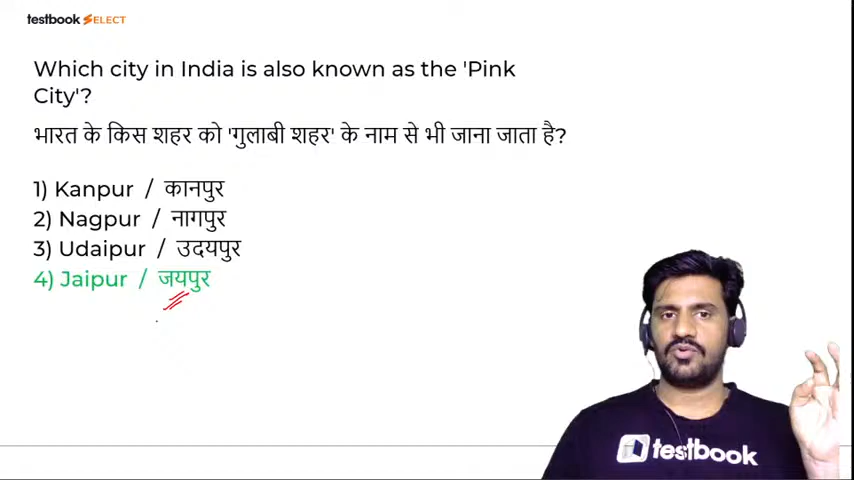 testbook SELECT
Which city in India is also known as the 'Pink
City'?
भारत के किस शहर को 'गुलाबी शहर' के नाम से भी जाना जाता है?
1) Kanpur / कानपुर
2) Nagpur / नागपुर
3) Udaipur / उदयपुर
4) Jaipur / जयपुर
testbook